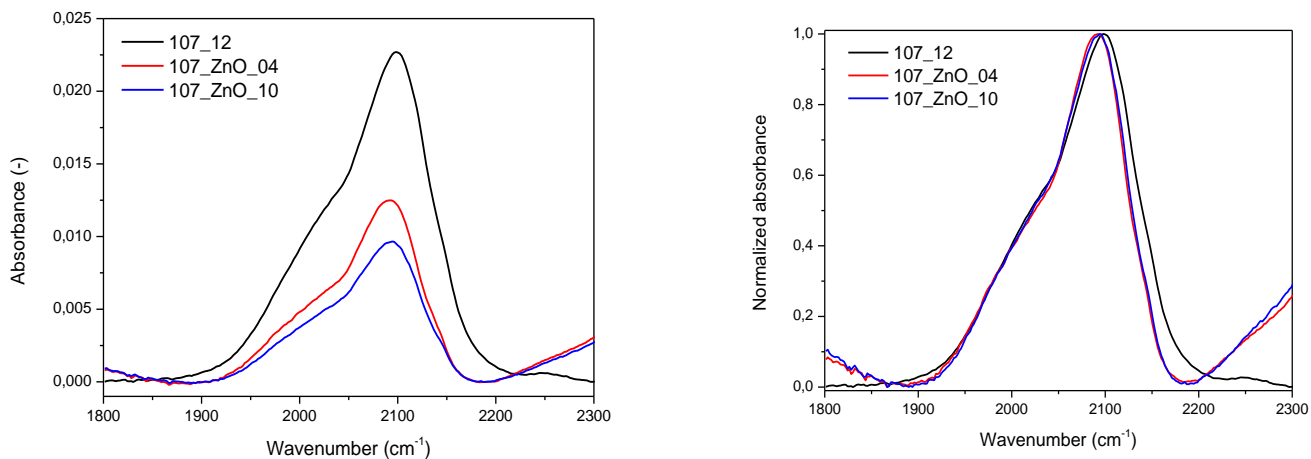 0,025
0,020
0,015
0,010
0,005
0,000
Absorbance (-)
107_12
107_ZnO_04
107_ZnO_10
1800 1900 2000 2100 2200 2300
Wavenumber (cm⁻¹)
1,0
0,8
0,6
0,4
0,2
0,0
Normalized absorbance
107_12
107_ZnO_04
107_ZnO_10
1800 1900 2000 2100 2200 2300
Wavenumber (cm⁻¹)